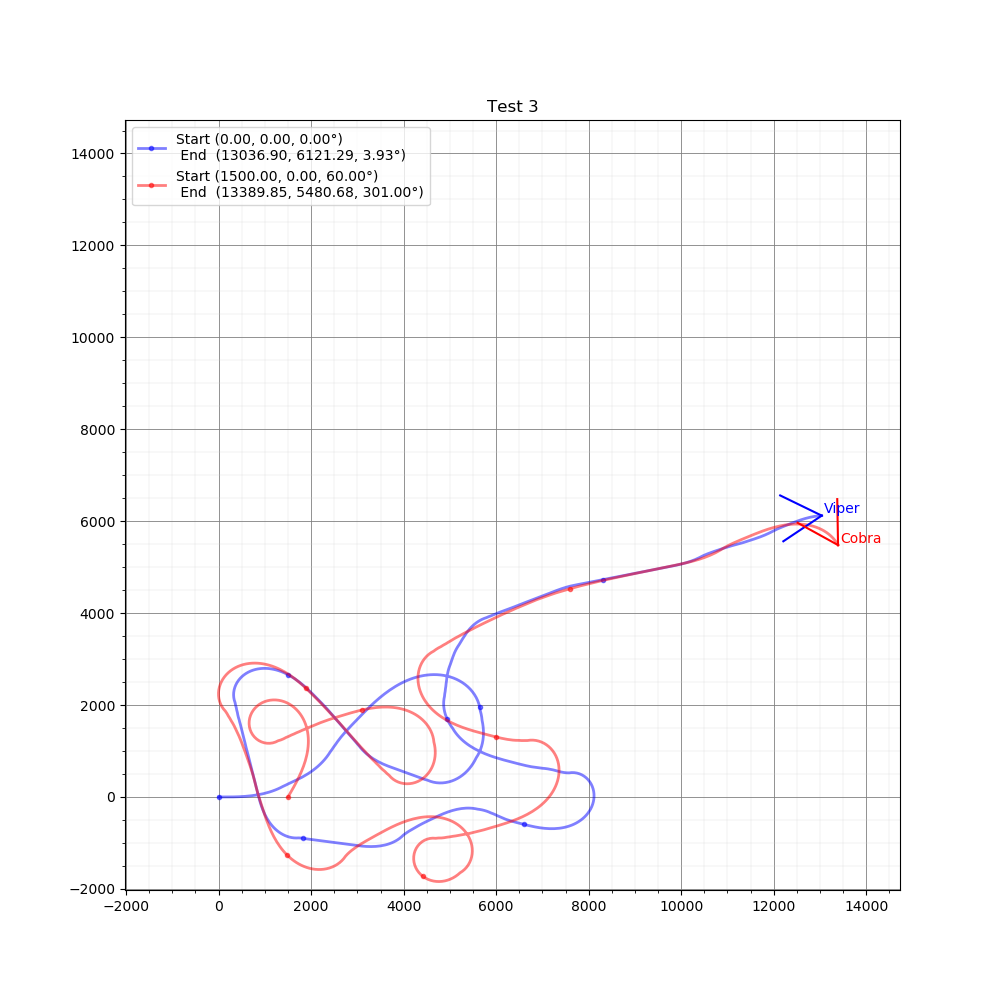 Test 3
Start (0.00, 0.00, 0.00°)
End  (13036.90, 6121.29, 3.93°)
Start (1500.00, 0.00, 60.00°)
End  (13389.85, 5480.68, 301.00°)
14000
12000
10000
8000
6000
4000
2000
0
−2000
Viper
Cobra
−2000 0 2000 4000 6000 8000 10000 12000 14000